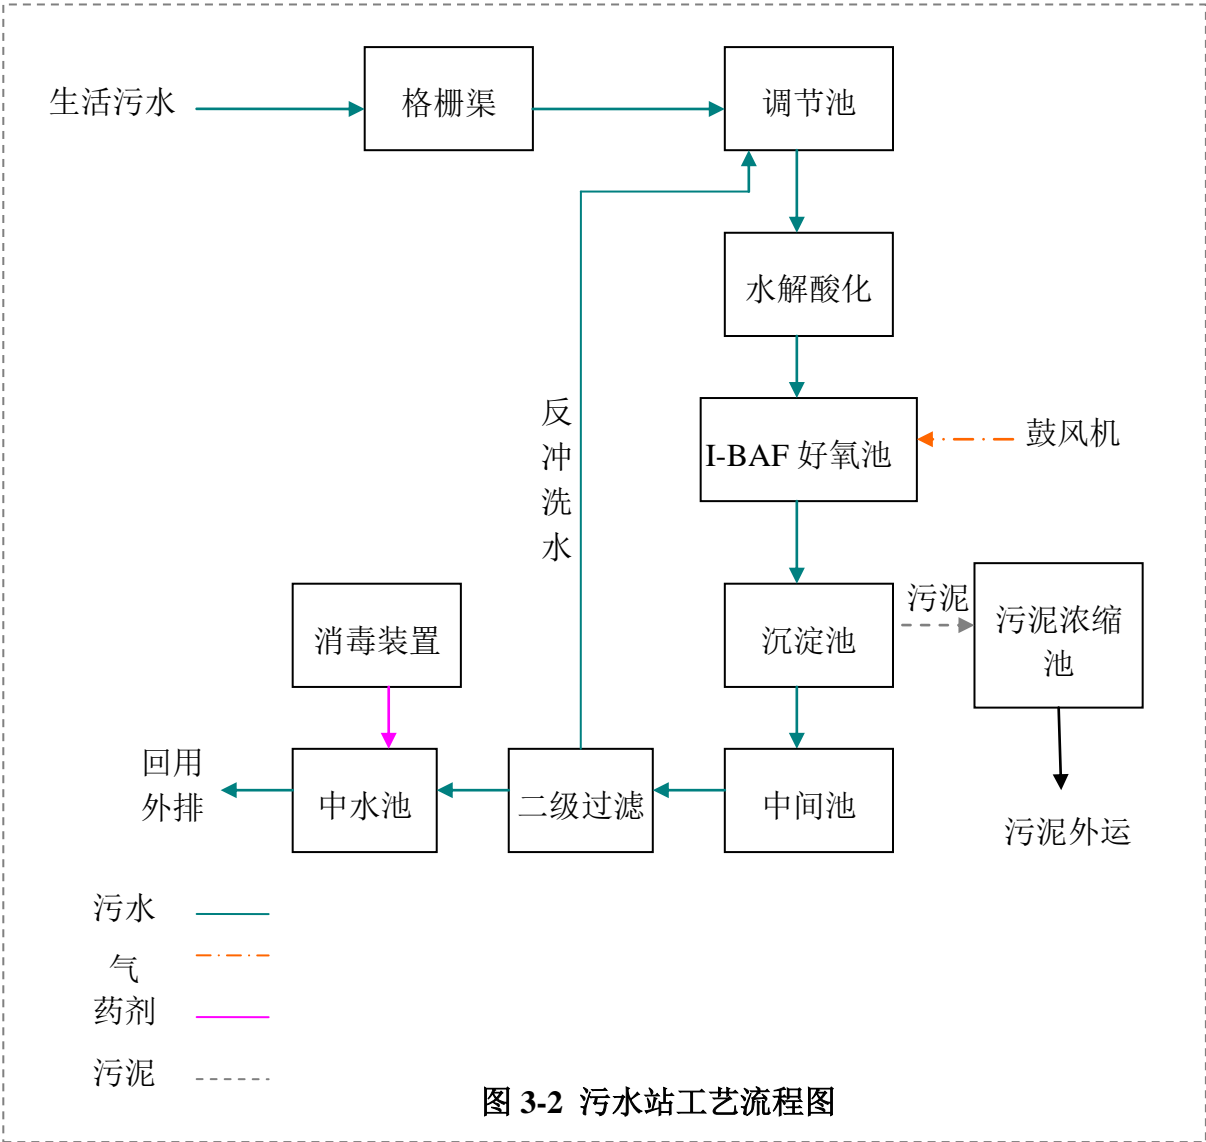 生活污水
格栅渠
调节池
水解酸化
反
冲
洗
水
I-BAF 好氧池
鼓风机
消毒装置
沉淀池
污泥
污泥浓缩
池
回用
外排
中水池
二级过滤
中间池
污泥外运
污水
气
药剂
污泥
图 3-2 污水站工艺流程图